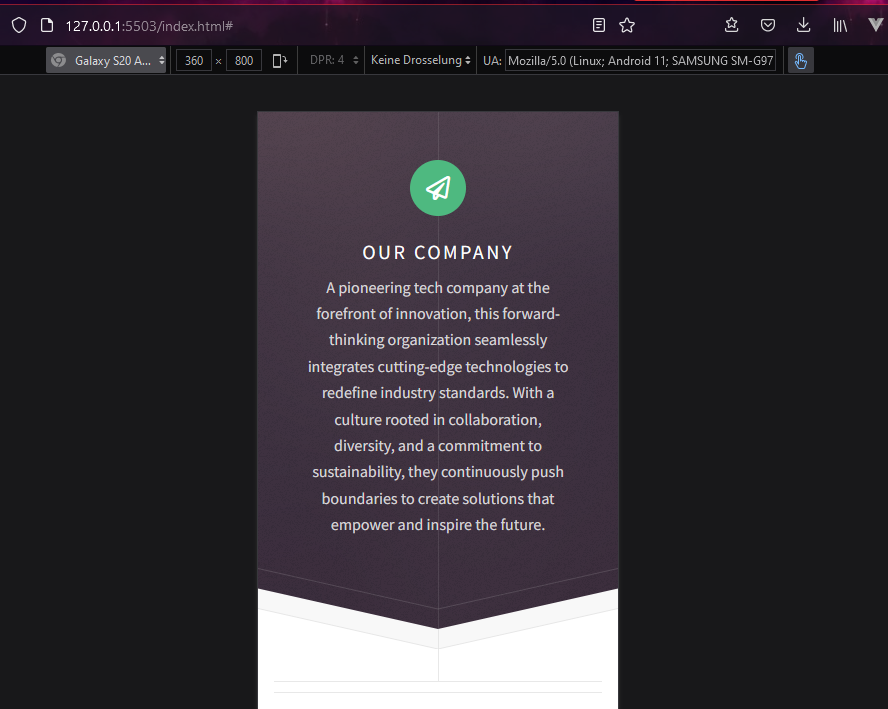 127.0.0.1:5503/index.html#
Galaxy S20 A... 360 × 800 DPR: 4 Keine Drosselung UA: Mozilla/5.0 (Linux; Android 11; SAMSUNG SM-G97
OUR COMPANY
A pioneering tech company at the
forefront of innovation, this forward-
thinking organization seamlessly
integrates cutting-edge technologies to
redefine industry standards. With a
culture rooted in collaboration,
diversity, and a commitment to
sustainability, they continuously push
boundaries to create solutions that
empower and inspire the future.